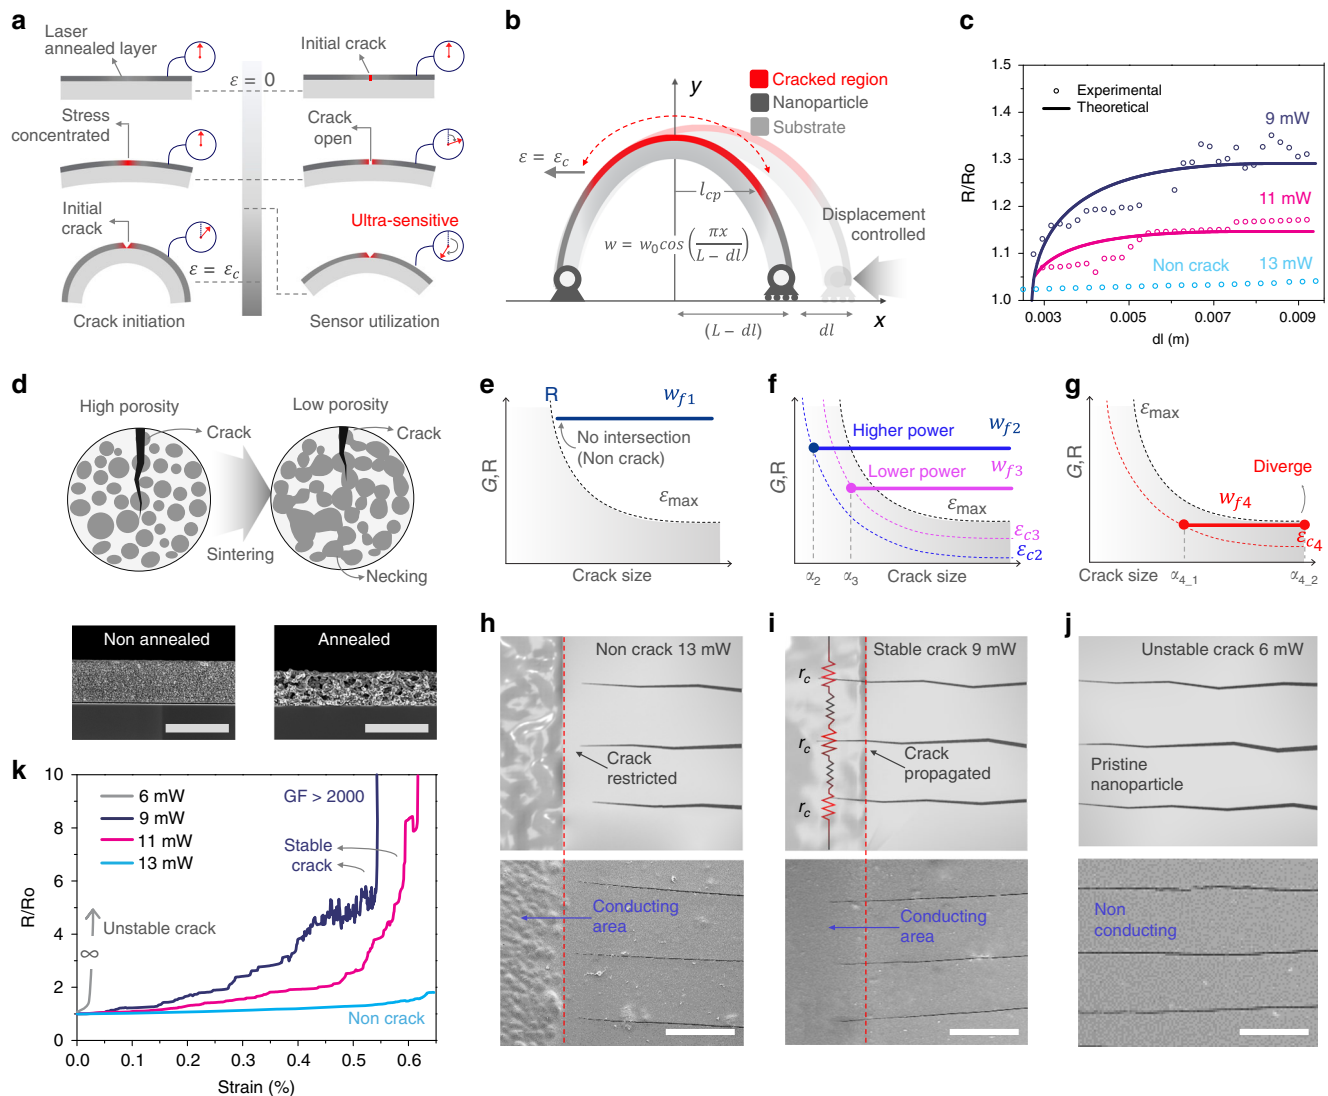 a
Laser
annealed layer
Initial crack
ε = 0
Stress
concentrated
Crack
open
Initial
crack
Ultra-sensitive
ε = εc
Crack initiation
Sensor utilization
b
y
Cracked region
Nanoparticle
Substrate
ε = εc
lcp
w = w0cos(πx/(L − dl))
Displacement
controlled
x
(L − dl)
dl
c
1.5
1.4
1.3
1.2
1.1
1.0
R/Ro
Experimental
Theoretical
9 mW
11 mW
Non crack
13 mW
0.003
0.005
0.007
0.009
dl (m)
d
High porosity
Low porosity
Crack
Crack
Sintering
Necking
Non annealed
Annealed
e
R
wf1
No intersection
(Non crack)
G,R
εmax
Crack size
f
wf2
Higher power
Lower power
wf3
G,R
εmax
εc3
εc2
α2
α3
Crack size
g
εmax
Diverge
wf4
G,R
εc4
Crack size
α4_1
α4_2
h
Non crack 13 mW
Crack
restricted
Conducting
area
i
Stable crack 9 mW
rc
rc
rc
Crack
propagated
Conducting
area
j
Unstable crack 6 mW
Pristine
nanoparticle
Non
conducting
k
10
8
6
4
2
0
R/Ro
6 mW
9 mW
11 mW
13 mW
GF > 2000
Stable
crack
Unstable crack
∞
Non crack
0.0
0.1
0.2
0.3
0.4
0.5
0.6
Strain (%)